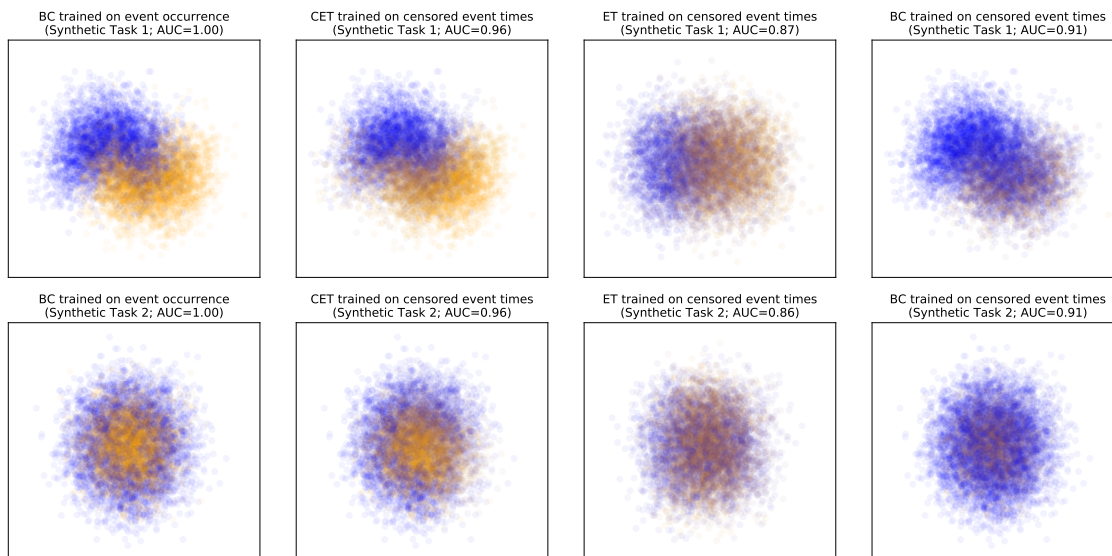 BC trained on event occurrence
(Synthetic Task 1; AUC=1.00)
CET trained on censored event times
(Synthetic Task 1; AUC=0.96)
ET trained on censored event times
(Synthetic Task 1; AUC=0.87)
BC trained on censored event times
(Synthetic Task 1; AUC=0.91)
BC trained on event occurrence
(Synthetic Task 2; AUC=1.00)
CET trained on censored event times
(Synthetic Task 2; AUC=0.96)
ET trained on censored event times
(Synthetic Task 2; AUC=0.86)
BC trained on censored event times
(Synthetic Task 2; AUC=0.91)